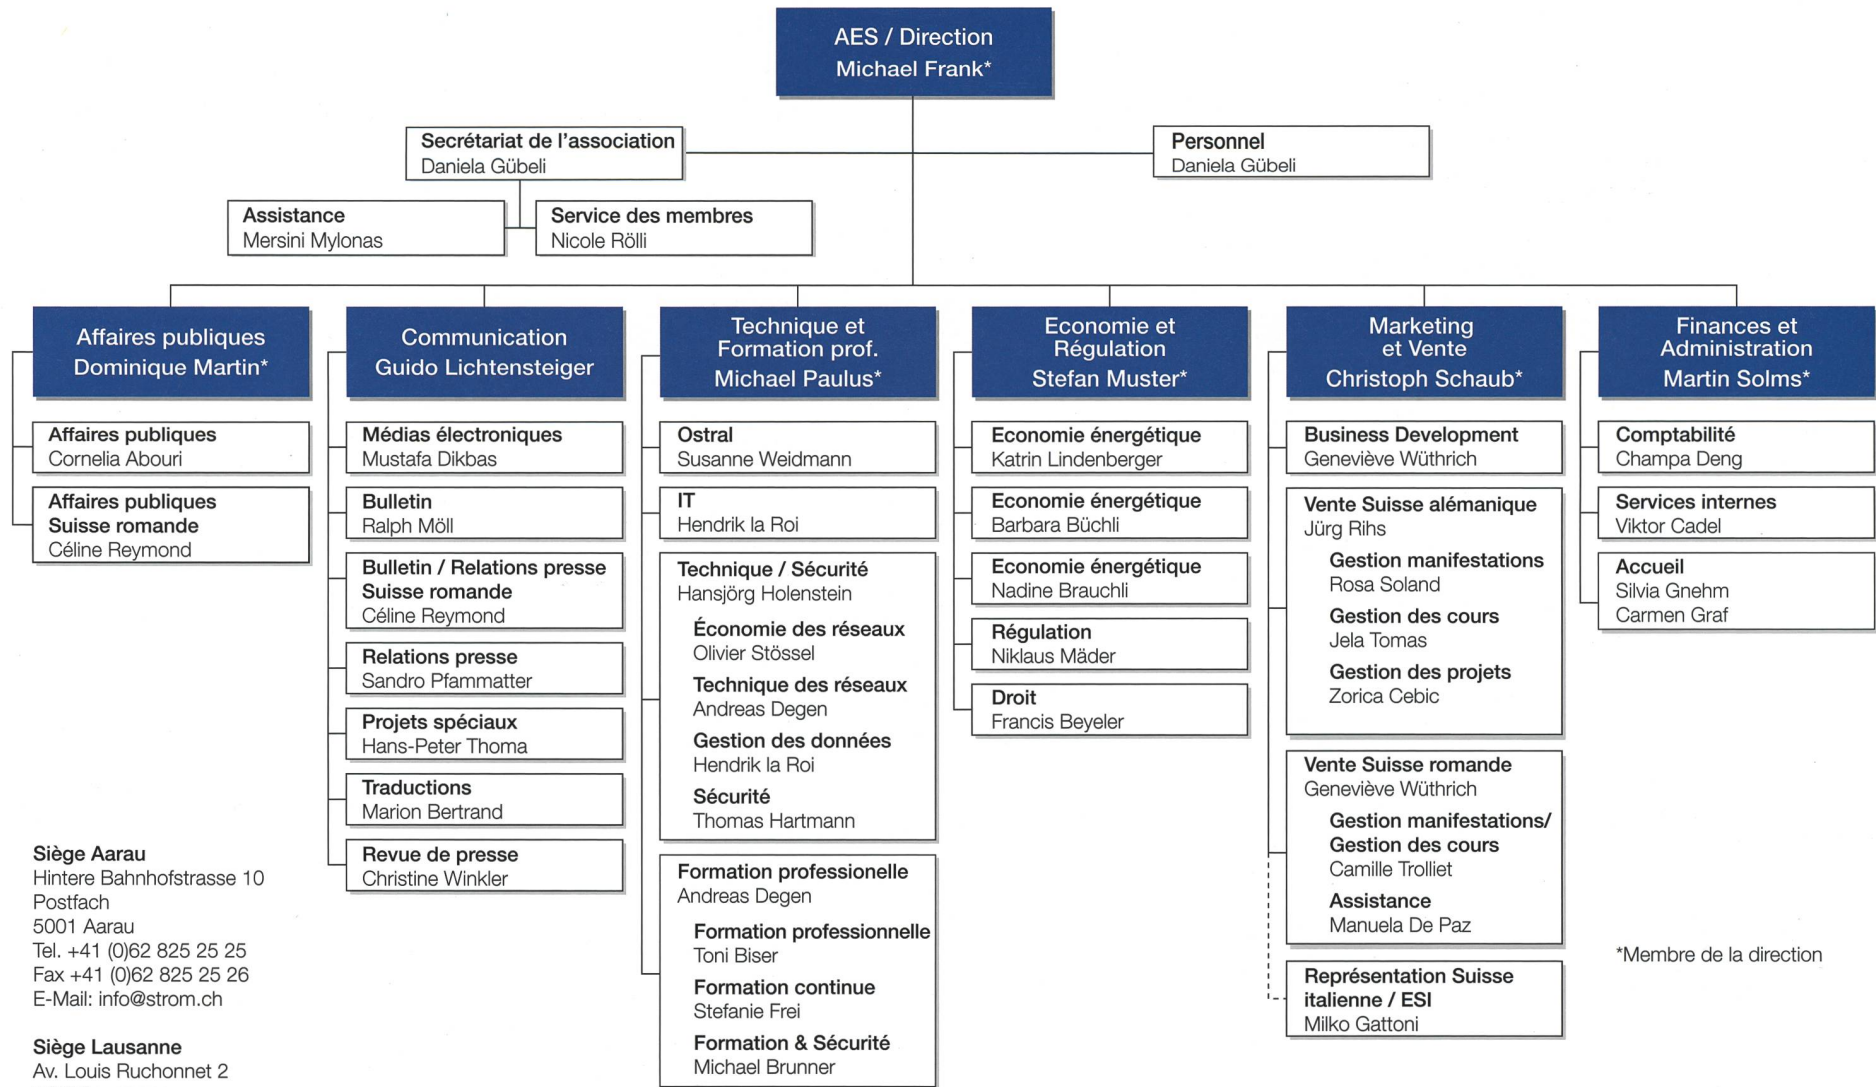 AES / Direction
Michael Frank*
Secrétariat de l'association
Daniela Gübeli
Personnel
Daniela Gübeli
Assistance
Mersini Mylonas
Service des membres
Nicole Rölli
Affaires publiques
Dominique Martin*
Affaires publiques
Cornelia Abouri
Affaires publiques
Suisse romande
Céline Reymond
Communication
Guido Lichtensteiger
Médias électroniques
Mustafa Dikbas
Bulletin
Ralph Möll
Bulletin / Relations presse
Suisse romande
Céline Reymond
Relations presse
Sandro Pfammatter
Projets spéciaux
Hans-Peter Thoma
Traductions
Marion Bertrand
Revue de presse
Christine Winkler
Technique et
Formation prof.
Michael Paulus*
Ostral
Susanne Weidmann
IT
Hendrik la Roi
Technique / Sécurité
Hansjörg Holenstein
Économie des réseaux
Olivier Stössel
Technique des réseaux
Andreas Degen
Gestion des données
Hendrik la Roi
Sécurité
Thomas Hartmann
Formation professionelle
Andreas Degen
Formation professionnelle
Toni Biser
Formation continue
Stefanie Frei
Formation & Sécurité
Michael Brunner
Economie et
Régulation
Stefan Muster*
Economie énergétique
Katrin Lindenberger
Economie énergétique
Barbara Büchli
Economie énergétique
Nadine Brauchli
Régulation
Niklaus Mäder
Droit
Francis Beyeler
Marketing
et Vente
Christoph Schaub*
Business Development
Geneviève Wüthrich
Vente Suisse alémanique
Jürg Rihs
Gestion manifestations
Rosa Soland
Gestion des cours
Jela Tomas
Gestion des projets
Zorica Cebic
Vente Suisse romande
Geneviève Wüthrich
Gestion manifestations/
Gestion des cours
Camille Trolliet
Assistance
Manuela De Paz
Représentation Suisse
italienne / ESI
Milko Gattoni
Finances et
Administration
Martin Solms*
Comptabilité
Champa Deng
Services internes
Viktor Cadel
Accueil
Silvia Gnehm
Carmen Graf
Siège Aarau
Hintere Bahnhofstrasse 10
Postfach
5001 Aarau
Tel. +41 (0)62 825 25 25
Fax +41 (0)62 825 25 26
E-Mail: info@strom.ch
Siège Lausanne
Av. Louis Ruchonnet 2
*Membre de la direction